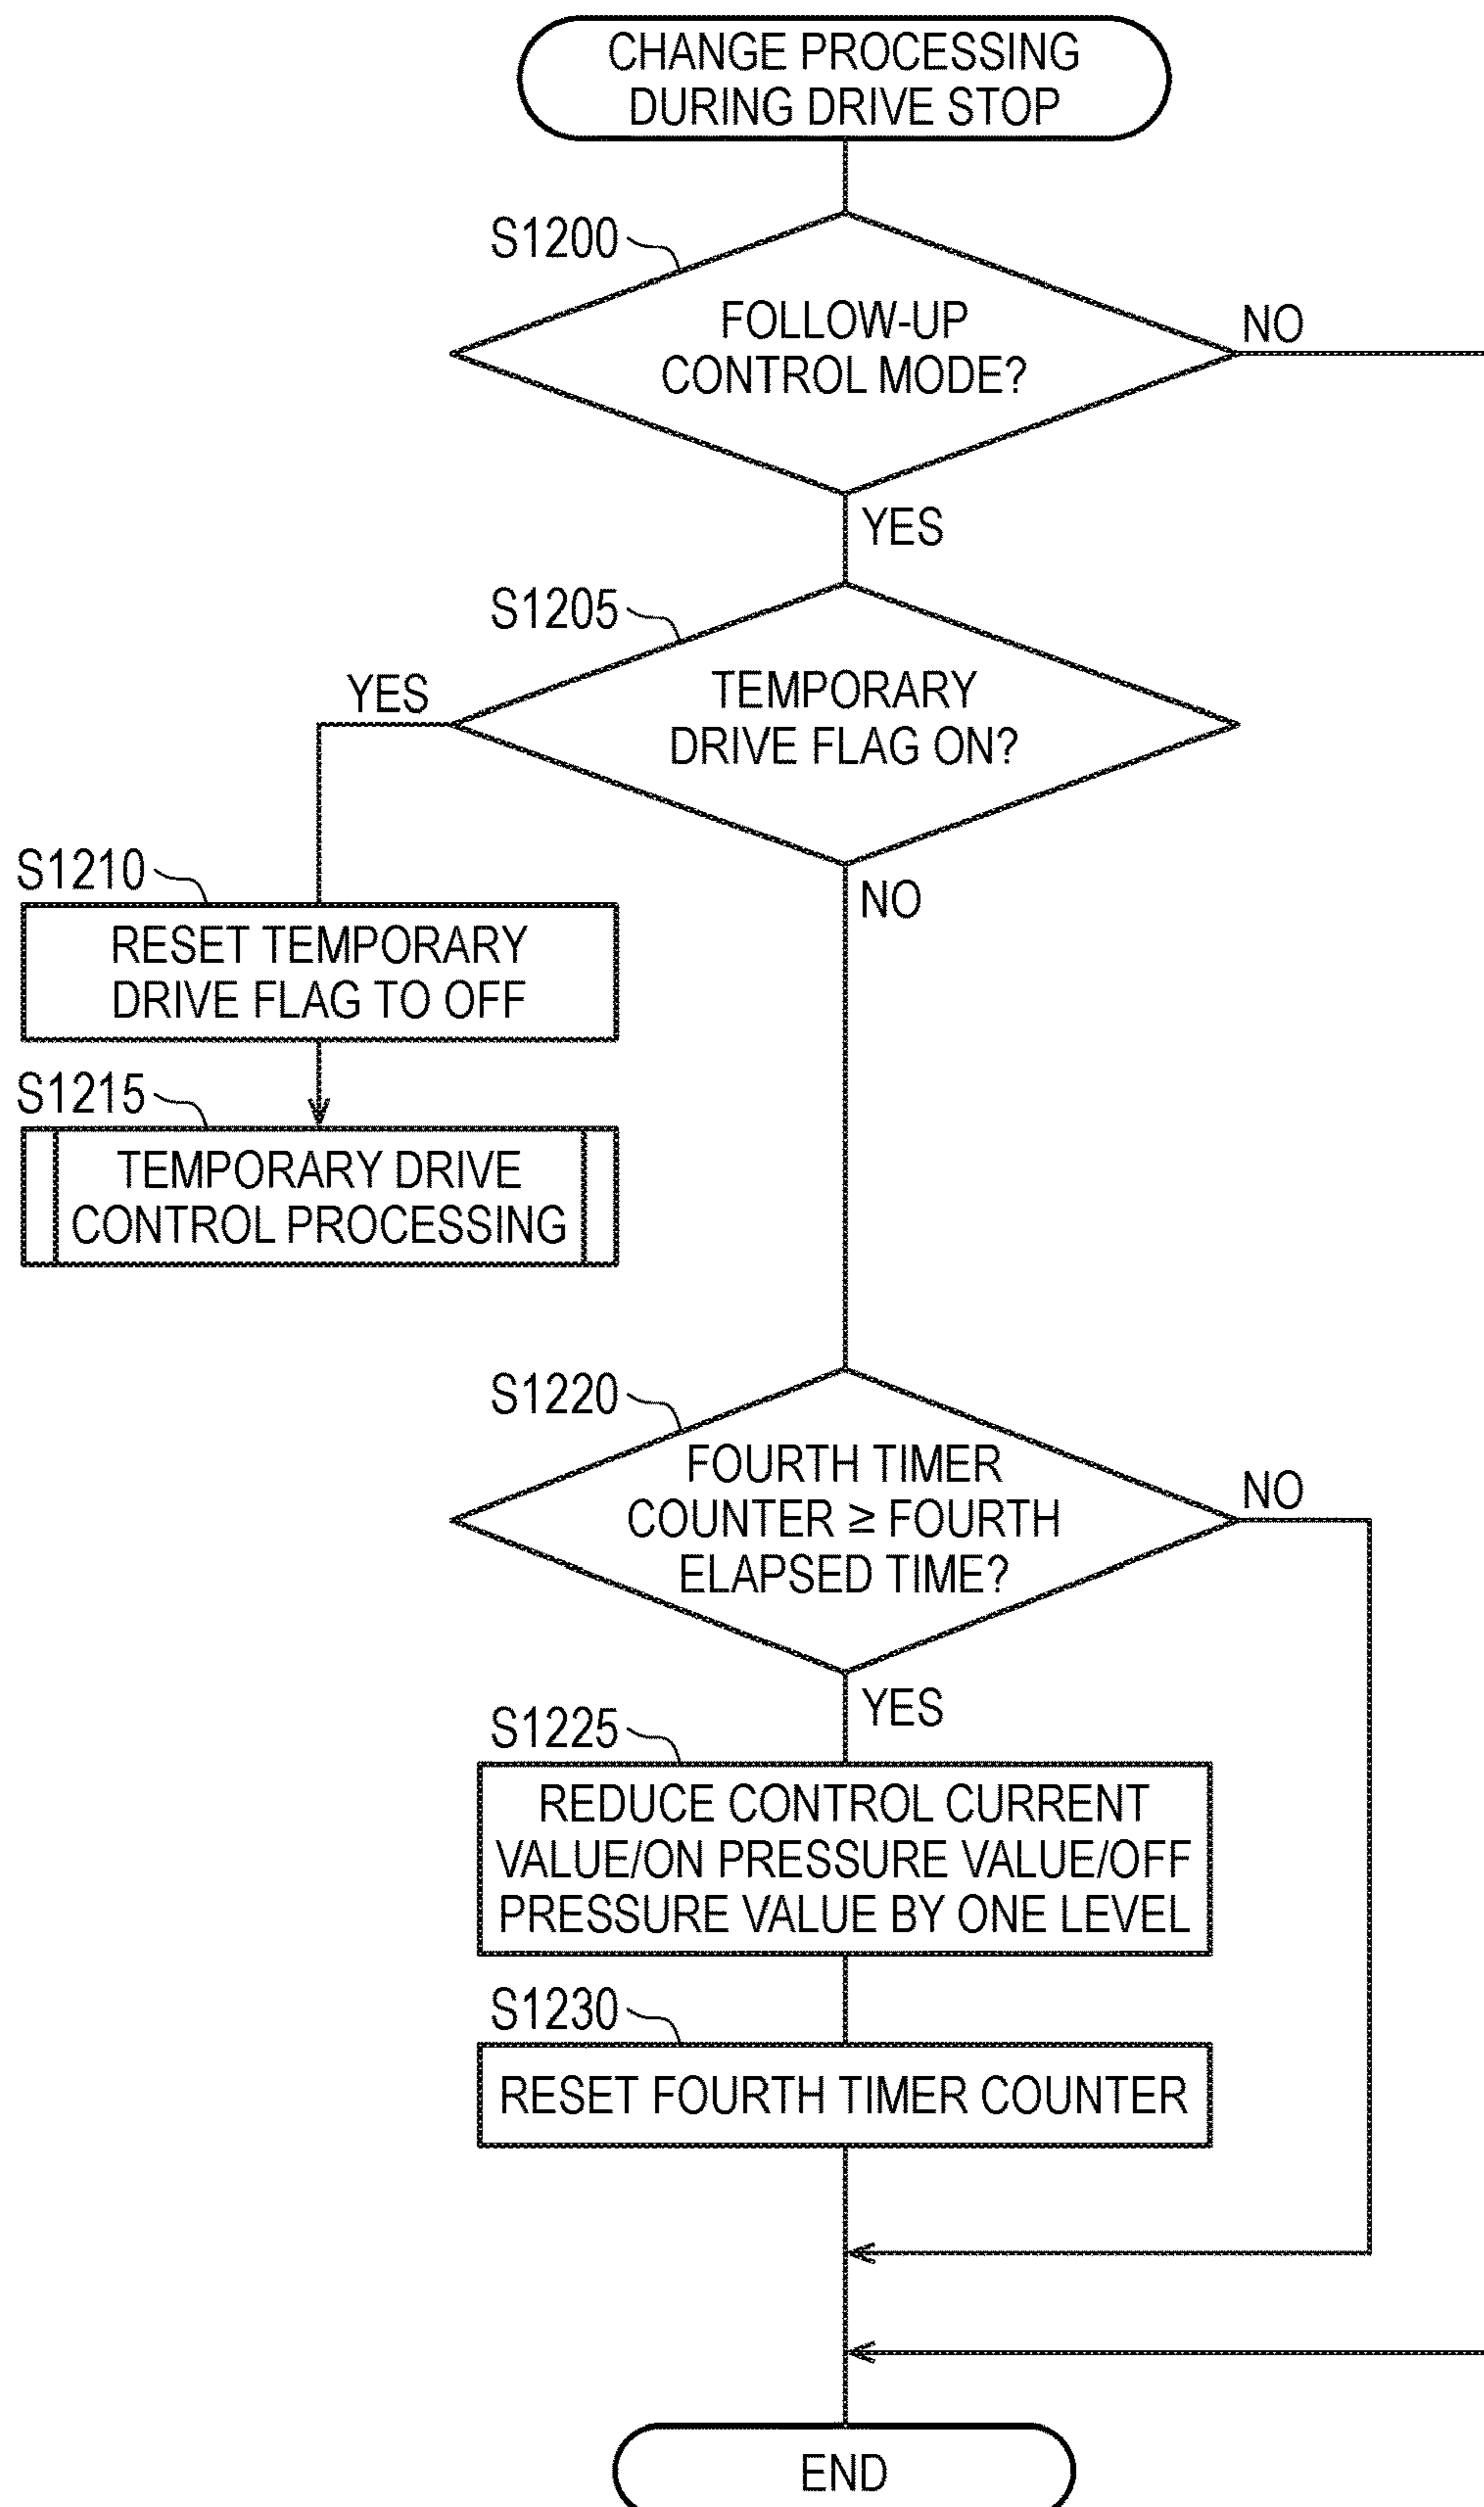 CHANGE PROCESSING
DURING DRIVE STOP
S1200
FOLLOW-UP
CONTROL MODE?
NO
YES
S1205
TEMPORARY
DRIVE FLAG ON?
YES
NO
S1210
RESET TEMPORARY
DRIVE FLAG TO OFF
S1215
TEMPORARY DRIVE
CONTROL PROCESSING
S1220
FOURTH TIMER
COUNTER ≥ FOURTH
ELAPSED TIME?
NO
YES
S1225
REDUCE CONTROL CURRENT
VALUE/ON PRESSURE VALUE/OFF
PRESSURE VALUE BY ONE LEVEL
S1230
RESET FOURTH TIMER COUNTER
END